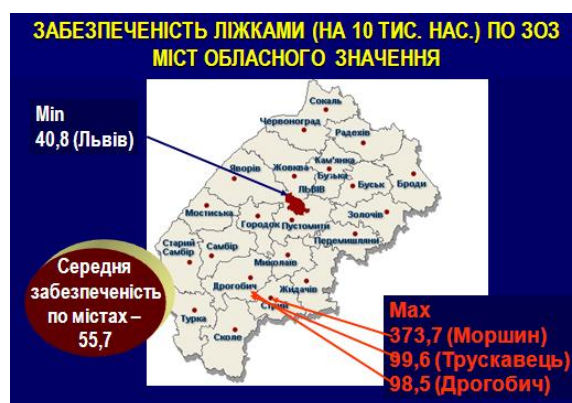 ЗАБЕЗПЕЧЕНІСТЬ ЛІЖКАМИ (НА 10 ТИС. НАС.) ПО ЗОЗ
МІСТ ОБЛАСНОГО ЗНАЧЕННЯ
Min
40,8 (Львів)
Сокаль
Червоноград
Радехів
Яворів
Жовква
Кам'янка
Бузька
Буськ
Броди
ЛЬВІВ
Мостиська
Городок
Пустомити
Золочів
Перемишляни
Старий
Самбір
Самбір
Миколаїв
Дрогобич
Жидачів
Стрий
Турка
Сколе
Середня
забезпеченість
по містах –
55,7
Max
373,7 (Моршин)
99,6 (Трускавець)
98,5 (Дрогобич)